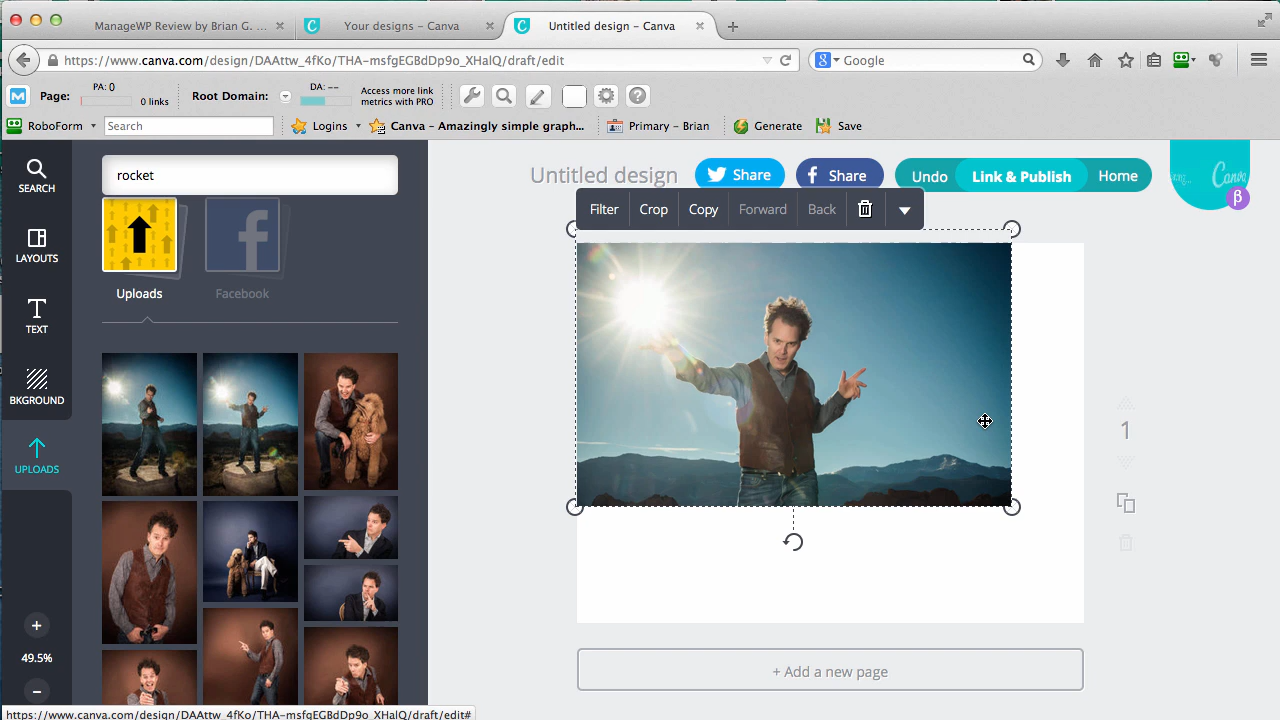 ManageWP Review by Brian G. ... ×
Your designs – Canva ×
Untitled design – Canva ×
https://www.canva.com/design/DAAttw_4fKo/THA-msfgEGBdDp9o_XHalQ/draft/edit
Google
Page:
PA: 0
0 links
Root Domain:
DA: --
Access more link
metrics with PRO
RoboForm
Search
Logins
Canva – Amazingly simple graph...
Primary – Brian
Generate
Save
SEARCH
LAYOUTS
TEXT
BKGROUND
UPLOADS
49.5%
rocket
Uploads
Facebook
Untitled design
Share
Share
Undo
Link & Publish
Home
Canva
β
Filter
Crop
Copy
Forward
Back
1
+ Add a new page
https://www.canva.com/design/DAAttw_4fKo/THA-msfgEGBdDp9o_XHalQ/draft/edit#